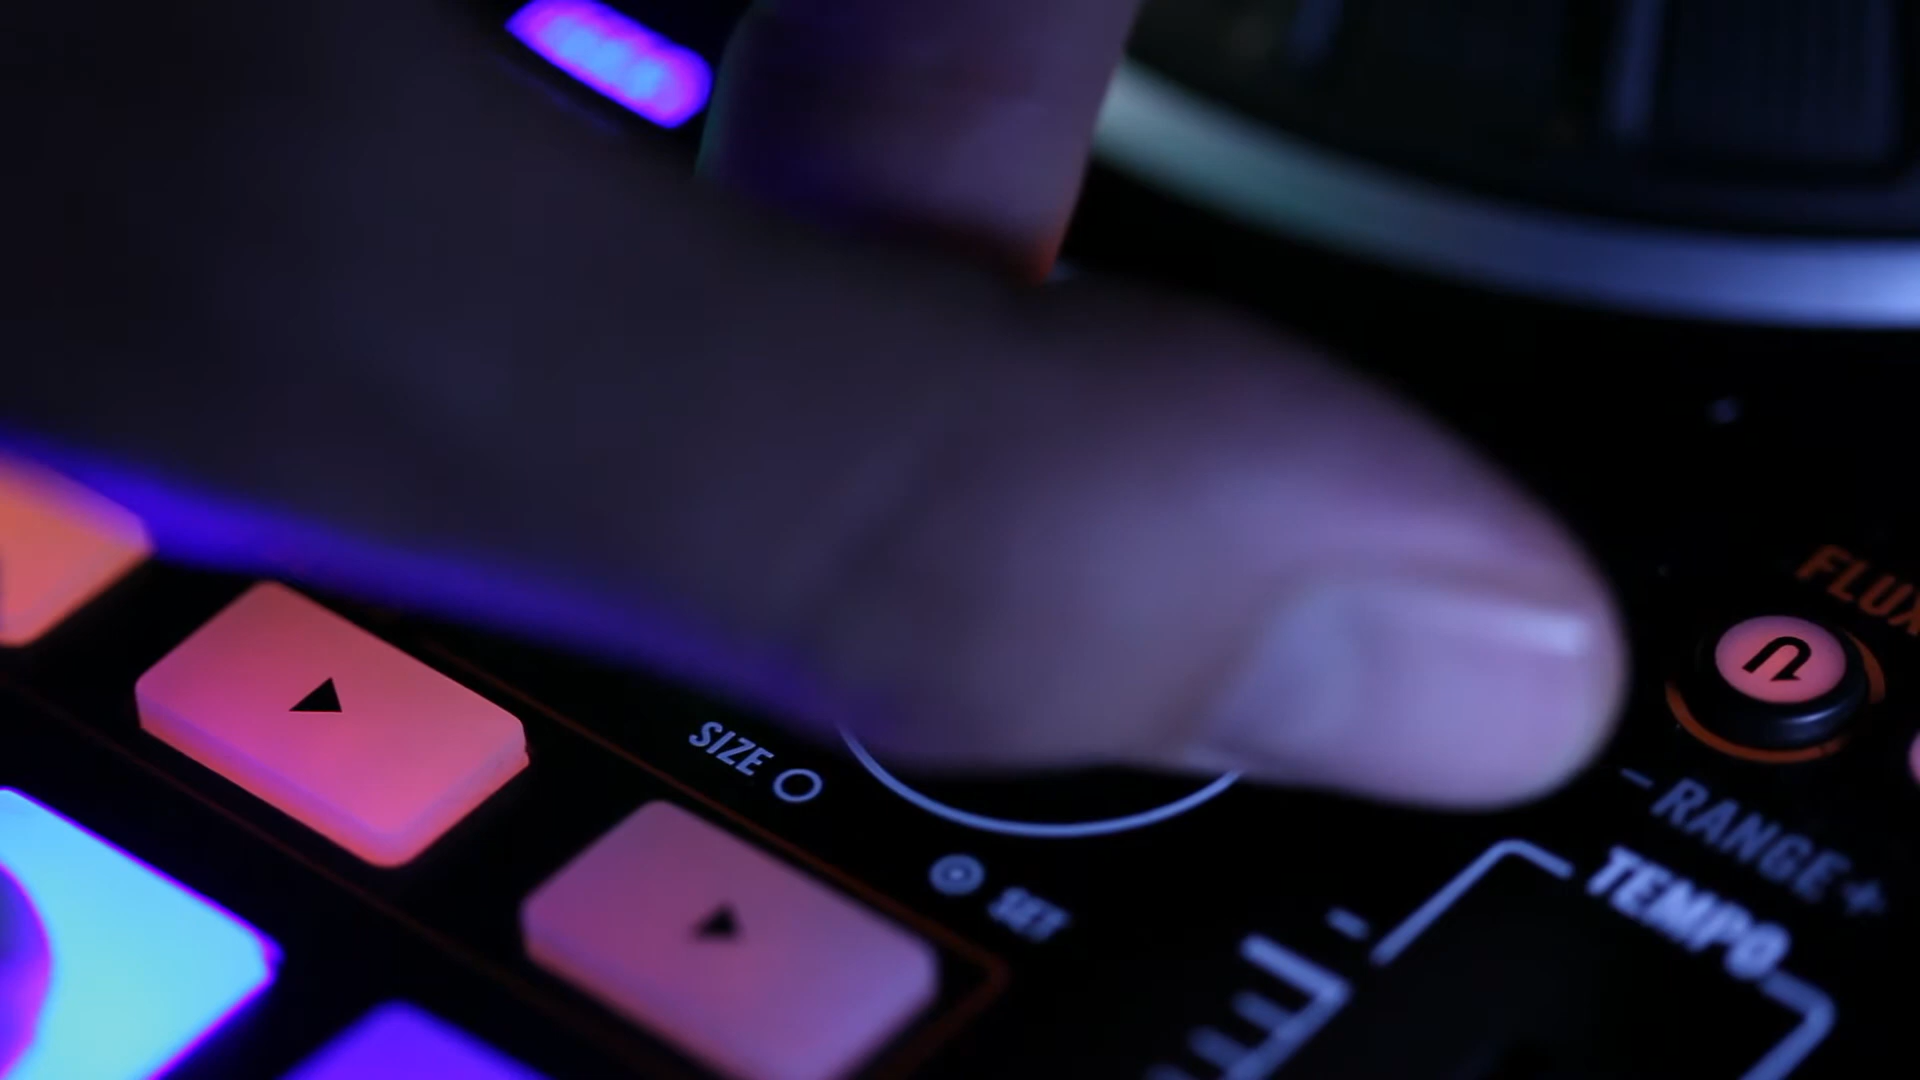 FLUX
SIZE
SET
– RANGE +
TEMPO